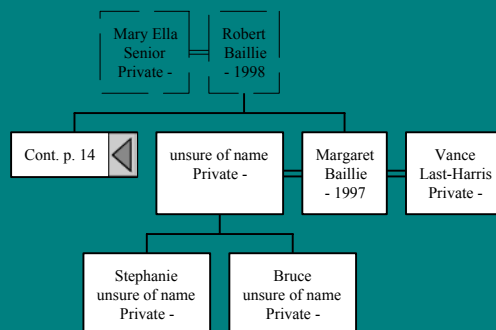 Mary Ella
Senior
Private -
Robert
Baillie
- 1998
Cont. p. 14
unsure of name
Private -
Margaret
Baillie
- 1997
Vance
Last-Harris
Private -
Stephanie
unsure of name
Private -
Bruce
unsure of name
Private -